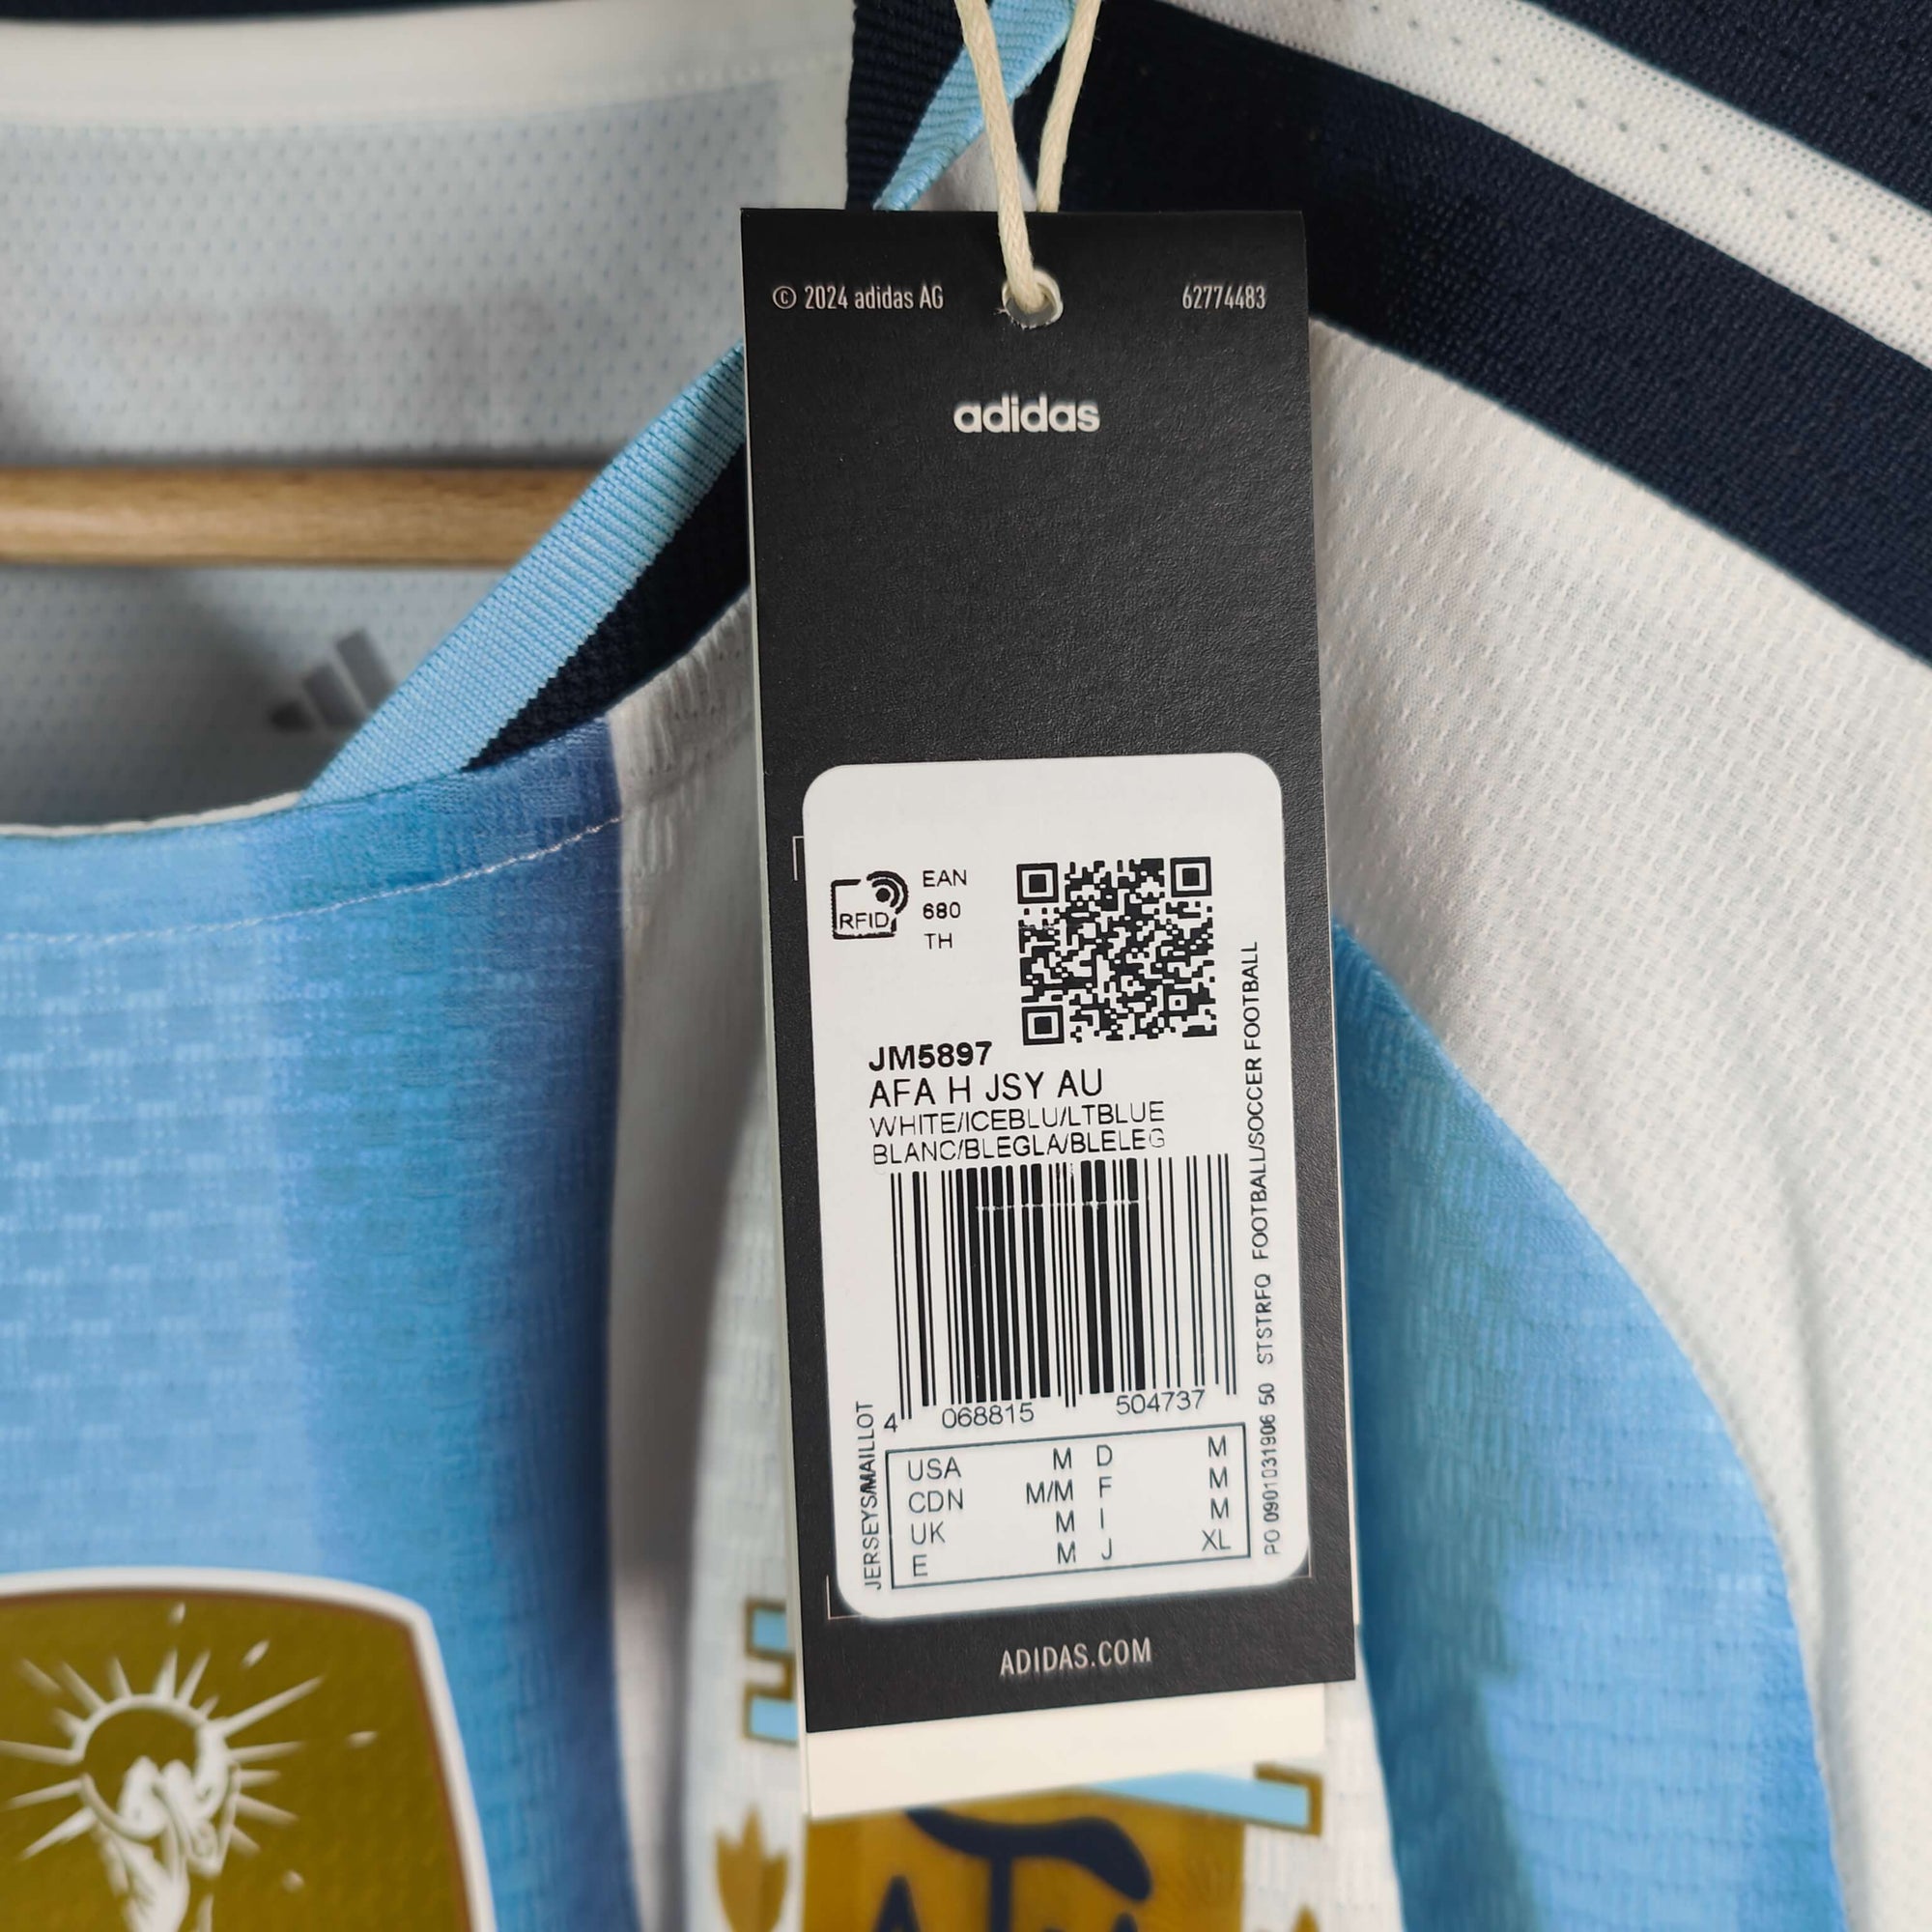 © 2024 adidas AG
62774483
adidas
RFID
EAN
680
TH
JM5897
AFA H JSY AU
WHITE/ICEBLU/LTBLUE
BLANC/BLEGLA/BLELEG
4 068815 504737
USA M D M
CDN M/M F M
UK M I M
E M J XL
JERSEYS/MAILLOT
PO 0901031906 50 STSTRFQ FOOTBALL/SOCCER FOOTBALL
ADIDAS.COM
AFA